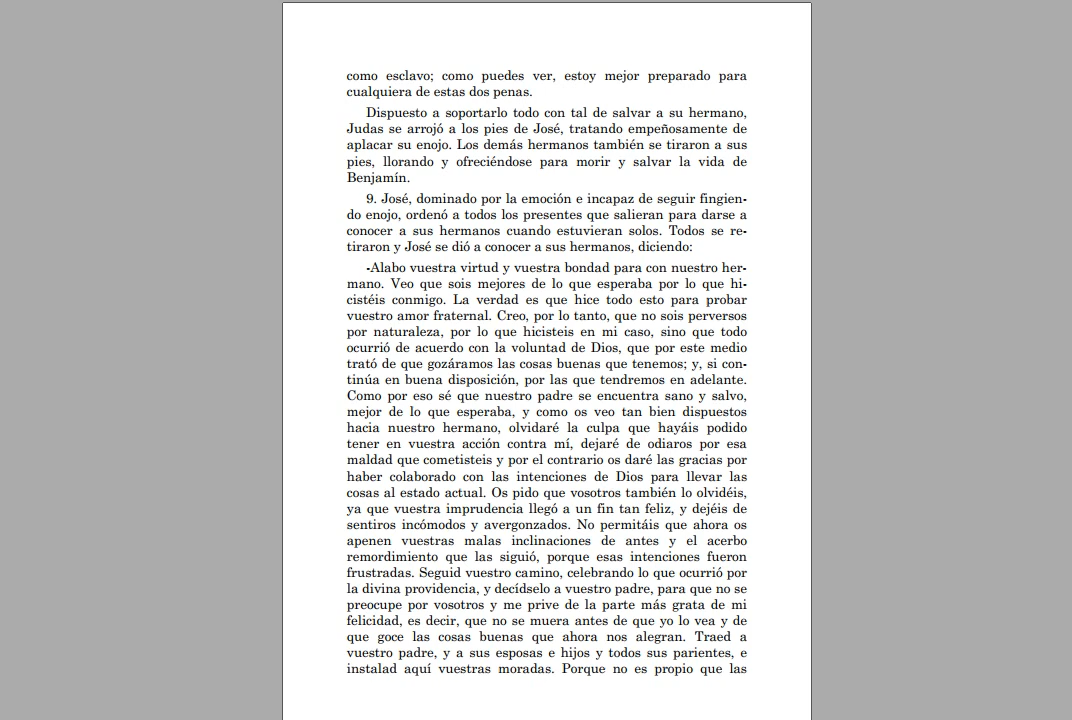 como esclavo; como puedes ver, estoy mejor preparado para
cualquiera de estas dos penas.
Dispuesto a soportarlo todo con tal de salvar a su hermano,
Judas se arrojó a los pies de José, tratando empeñosamente de
aplacar su enojo. Los demás hermanos también se tiraron a sus
pies, llorando y ofreciéndose para morir y salvar la vida de
Benjamín.
9. José, dominado por la emoción e incapaz de seguir fingien-
do enojo, ordenó a todos los presentes que salieran para darse a
conocer a sus hermanos cuando estuvieran solos. Todos se re-
tiraron y José se dió a conocer a sus hermanos, diciendo:
-Alabo vuestra virtud y vuestra bondad para con nuestro her-
mano. Veo que sois mejores de lo que esperaba por lo que hi-
cistéis conmigo. La verdad es que hice todo esto para probar
vuestro amor fraternal. Creo, por lo tanto, que no sois perversos
por naturaleza, por lo que hicisteis en mi caso, sino que todo
ocurrió de acuerdo con la voluntad de Dios, que por este medio
trató de que gozáramos las cosas buenas que tenemos; y, si con-
tinúa en buena disposición, por las que tendremos en adelante.
Como por eso sé que nuestro padre se encuentra sano y salvo,
mejor de lo que esperaba, y como os veo tan bien dispuestos
hacia nuestro hermano, olvidaré la culpa que hayáis podido
tener en vuestra acción contra mí, dejaré de odiaros por esa
maldad que cometisteis y por el contrario os daré las gracias por
haber colaborado con las intenciones de Dios para llevar las
cosas al estado actual. Os pido que vosotros también lo olvidéis,
ya que vuestra imprudencia llegó a un fin tan feliz, y dejéis de
sentiros incómodos y avergonzados. No permitáis que ahora os
apenen vuestras malas inclinaciones de antes y el acerbo
remordimiento que las siguió, porque esas intenciones fueron
frustradas. Seguid vuestro camino, celebrando lo que ocurrió por
la divina providencia, y decídselo a vuestro padre, para que no se
preocupe por vosotros y me prive de la parte más grata de mi
felicidad, es decir, que no se muera antes de que yo lo vea y de
que goce las cosas buenas que ahora nos alegran. Traed a
vuestro padre, y a sus esposas e hijos y todos sus parientes, e
instalad aquí vuestras moradas. Porque no es propio que las